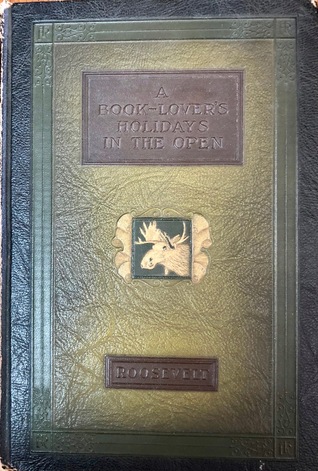 A
BOOK-LOVER'S
HOLIDAYS
IN THE OPEN
ROOSEVELT